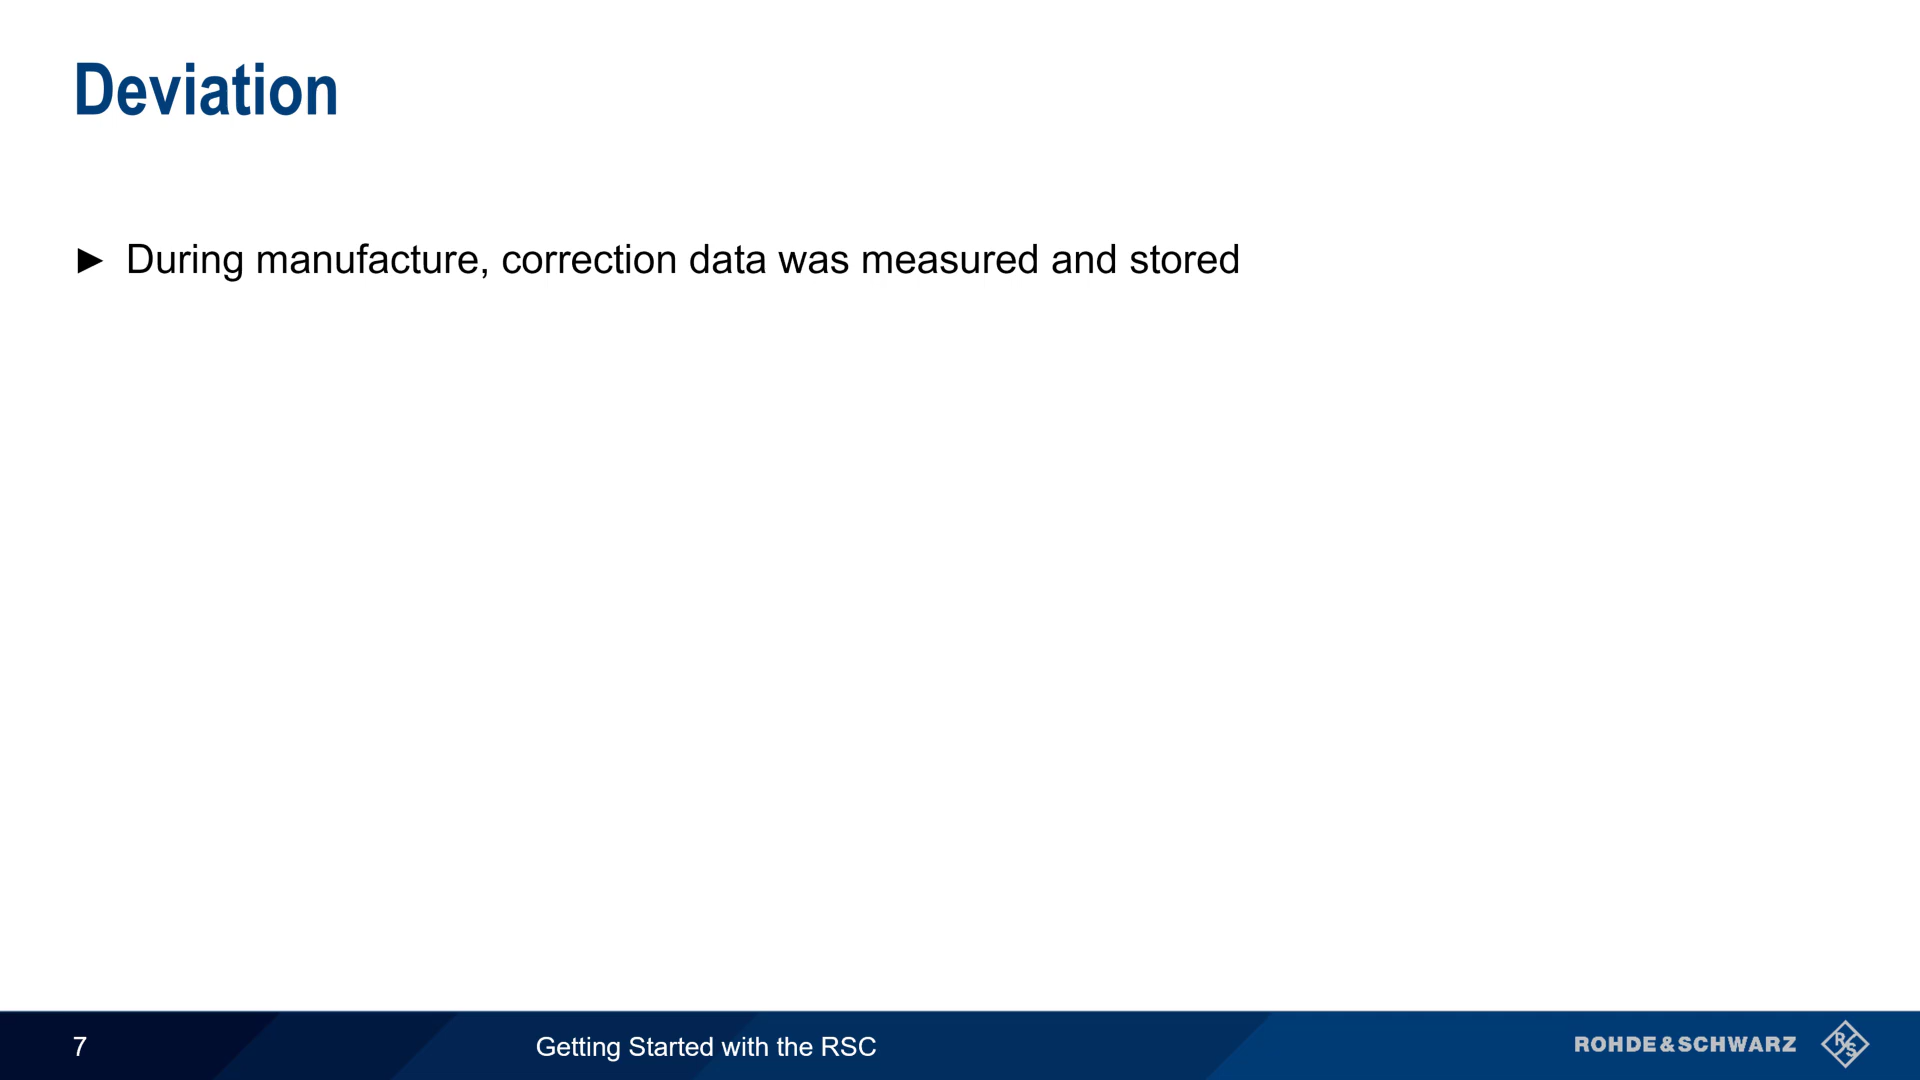 Deviation
► During manufacture, correction data was measured and stored
7
Getting Started with the RSC
ROHDE&SCHWARZ
R&S